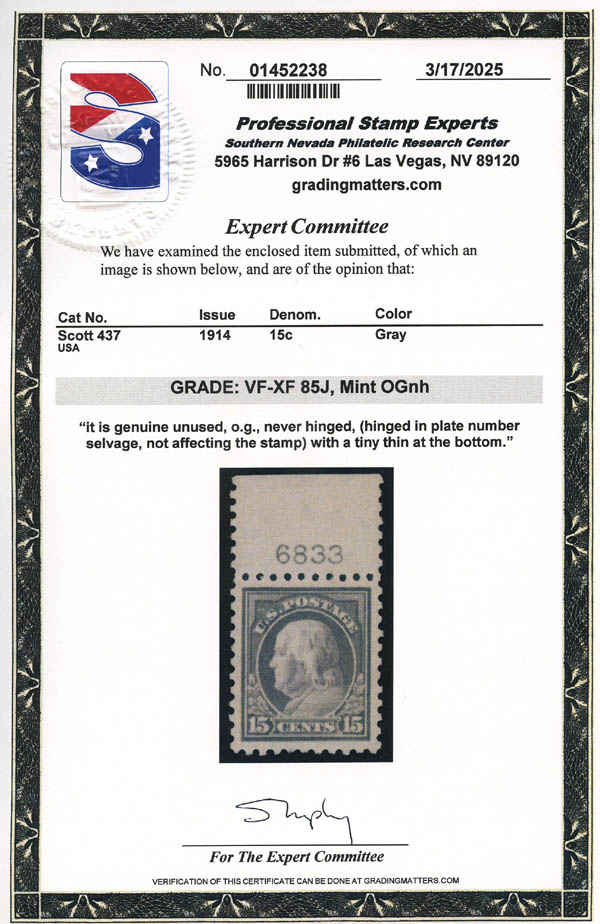 No. 01452238 3/17/2025
Professional Stamp Experts
Southern Nevada Philatelic Research Center
5965 Harrison Dr #6 Las Vegas, NV 89120
gradingmatters.com
EXPERTS
Expert Committee
We have examined the enclosed item submitted, of which an
image is shown below, and are of the opinion that:
Cat No. Issue Denom. Color
Scott 437 1914 15c Gray
USA
GRADE: VF-XF 85J, Mint OGnh
“it is genuine unused, o.g., never hinged, (hinged in plate number
selvage, not affecting the stamp) with a tiny thin at the bottom.”
6833
U.S. POSTAGE
15 CENTS 15
For The Expert Committee
VERIFICATION OF THIS CERTIFICATE CAN BE DONE AT GRADINGMATTERS.COM